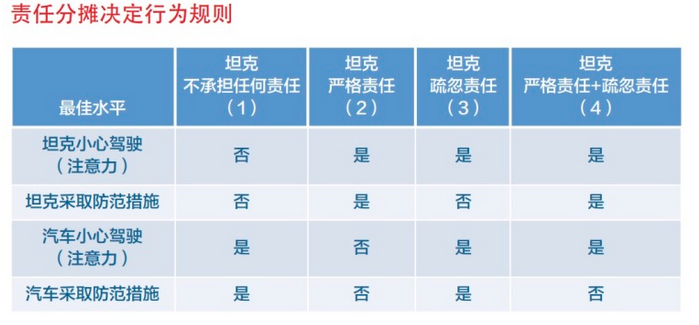 责任分摊决定行为规则
最佳水平 坦克不承担任何责任（1） 坦克严格责任（2） 坦克疏忽责任（3） 坦克严格责任+疏忽责任（4）
坦克小心驾驶（注意力） 否 是 是 是
坦克采取防范措施 否 是 否 是
汽车小心驾驶（注意力） 是 否 是 是
汽车采取防范措施 是 否 是 否